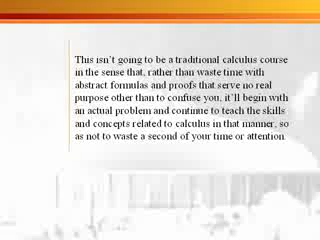 This isn't going to be a traditional calculus course
in the sense that, rather than waste time with
abstract formulas and proofs that serve no real
purpose other than to confuse you, it'll begin with
an actual problem and continue to teach the skills
and concepts related to calculus in that manner, so
as not to waste a second of your time or attention.